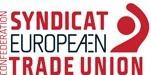 CONFEDERATION
SYNDICAT
EUROPEÆN
TRADE UNION